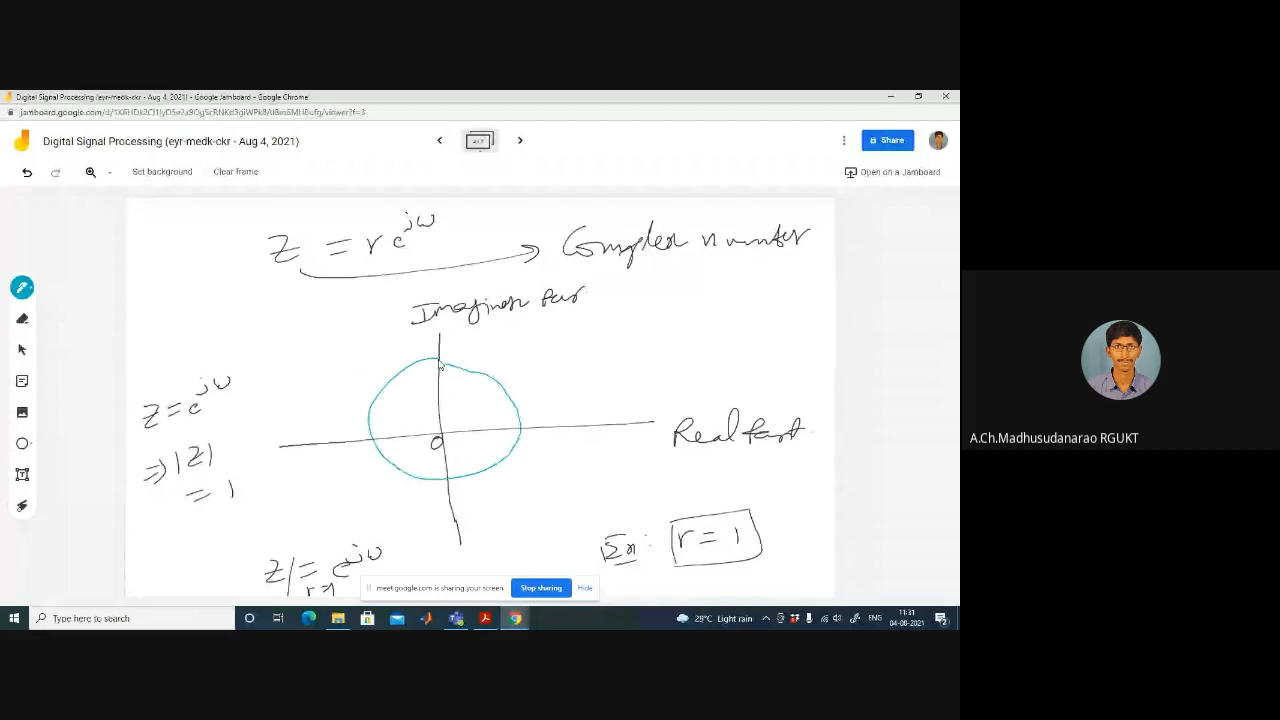 Digital Signal Processing (eyr-medk-ckr - Aug 4, 2021) - Google Jamboard - Google Chrome
Digital Signal Processing (eyr-medk-ckr - Aug 4, 2021)
Share
Set background
Clear frame
Open on a Jamboard
Z = r e^jω
Complex number
Imaginary Par
Z = e^jω
⇒ |Z|
= 1
0
Real Part
Z| = e^jω
r=1
Ex: r = 1
meet.google.com is sharing your screen.
Stop sharing
Hide
A.Ch.Madhusudanarao RGUKT
Type here to search
29°C Light rain
ENG
11:31
04-08-2021